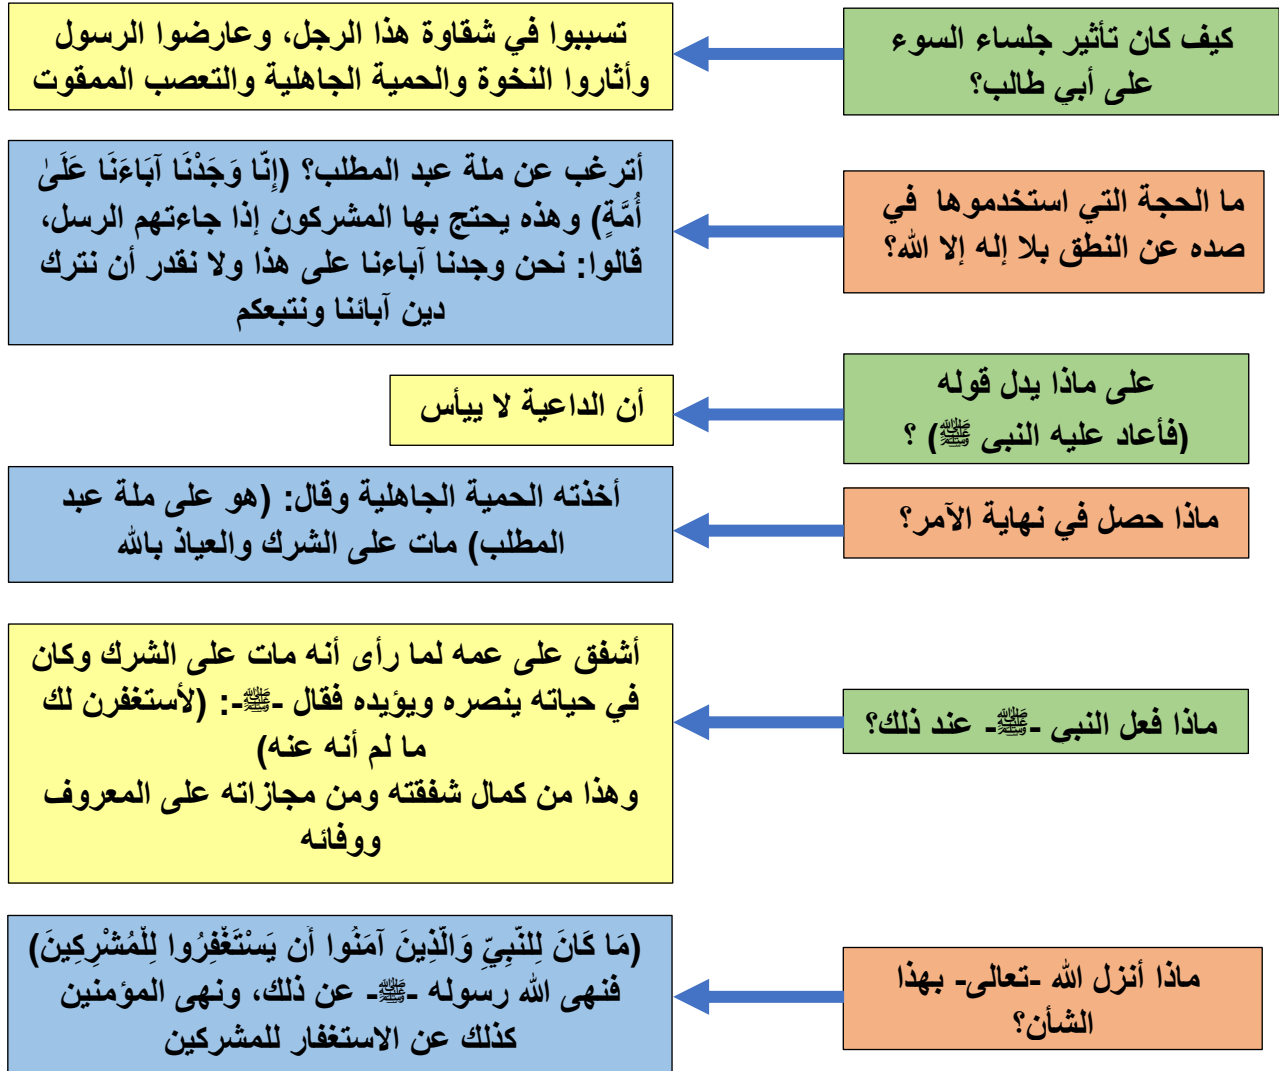 كيف كان تأثير جلساء السوء
على أبي طالب؟
تسببوا في شقاوة هذا الرجل، وعارضوا الرسول
وأثاروا النخوة والحمية الجاهلية والتعصب الممقوت
ما الحجة التي استخدموها في
صده عن النطق بلا إله إلا الله؟
أترغب عن ملة عبد المطلب؟ (إِنَّا وَجَدْنَا آبَاءَنَا عَلَىٰ
أُمَّةٍ) وهذه يحتج بها المشركون إذا جاءتهم الرسل،
قالوا: نحن وجدنا آباءنا على هذا ولا نقدر أن نترك
دين آبائنا ونتبعكم
على ماذا يدل قوله
(فأعاد عليه النبي ﷺ) ؟
أن الداعية لا ييأس
ماذا حصل في نهاية الآمر؟
أخذته الحمية الجاهلية وقال: (هو على ملة عبد
المطلب) مات على الشرك والعياذ بالله
ماذا فعل النبي -ﷺ- عند ذلك؟
أشفق على عمه لما رأى أنه مات على الشرك وكان
في حياته ينصره ويؤيده فقال -ﷺ-: (لأستغفرن لك
ما لم أنه عنه)
وهذا من كمال شفقته ومن مجازاته على المعروف
ووفائه
ماذا أنزل الله -تعالى- بهذا
الشأن؟
(مَا كَانَ لِلنَّبِيِّ وَالَّذِينَ آمَنُوا أَن يَسْتَغْفِرُوا لِلْمُشْرِكِينَ)
فنهى الله رسوله -ﷺ- عن ذلك، ونهى المؤمنين
كذلك عن الاستغفار للمشركين